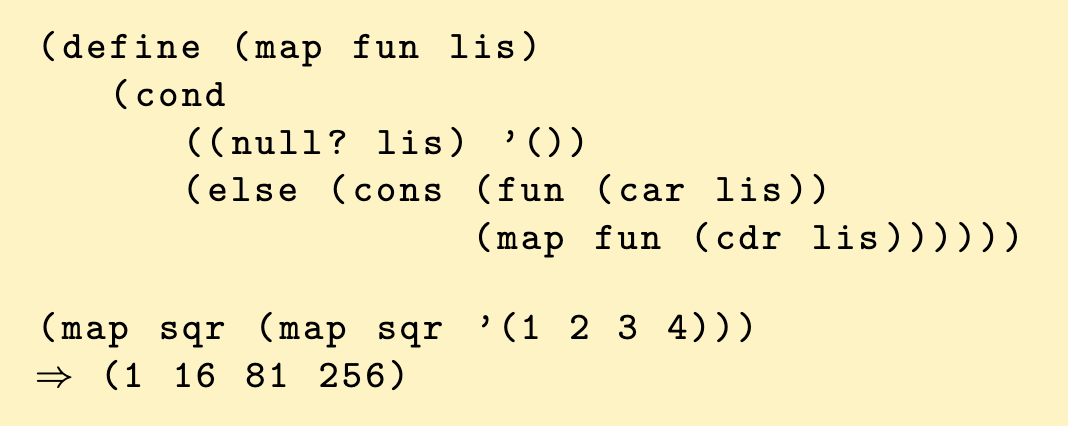 (define (map fun lis)
(cond
((null? lis) ’())
(else (cons (fun (car lis))
(map fun (cdr lis))))))
(map sqr (map sqr ’(1 2 3 4)))
⇒ (1 16 81 256)